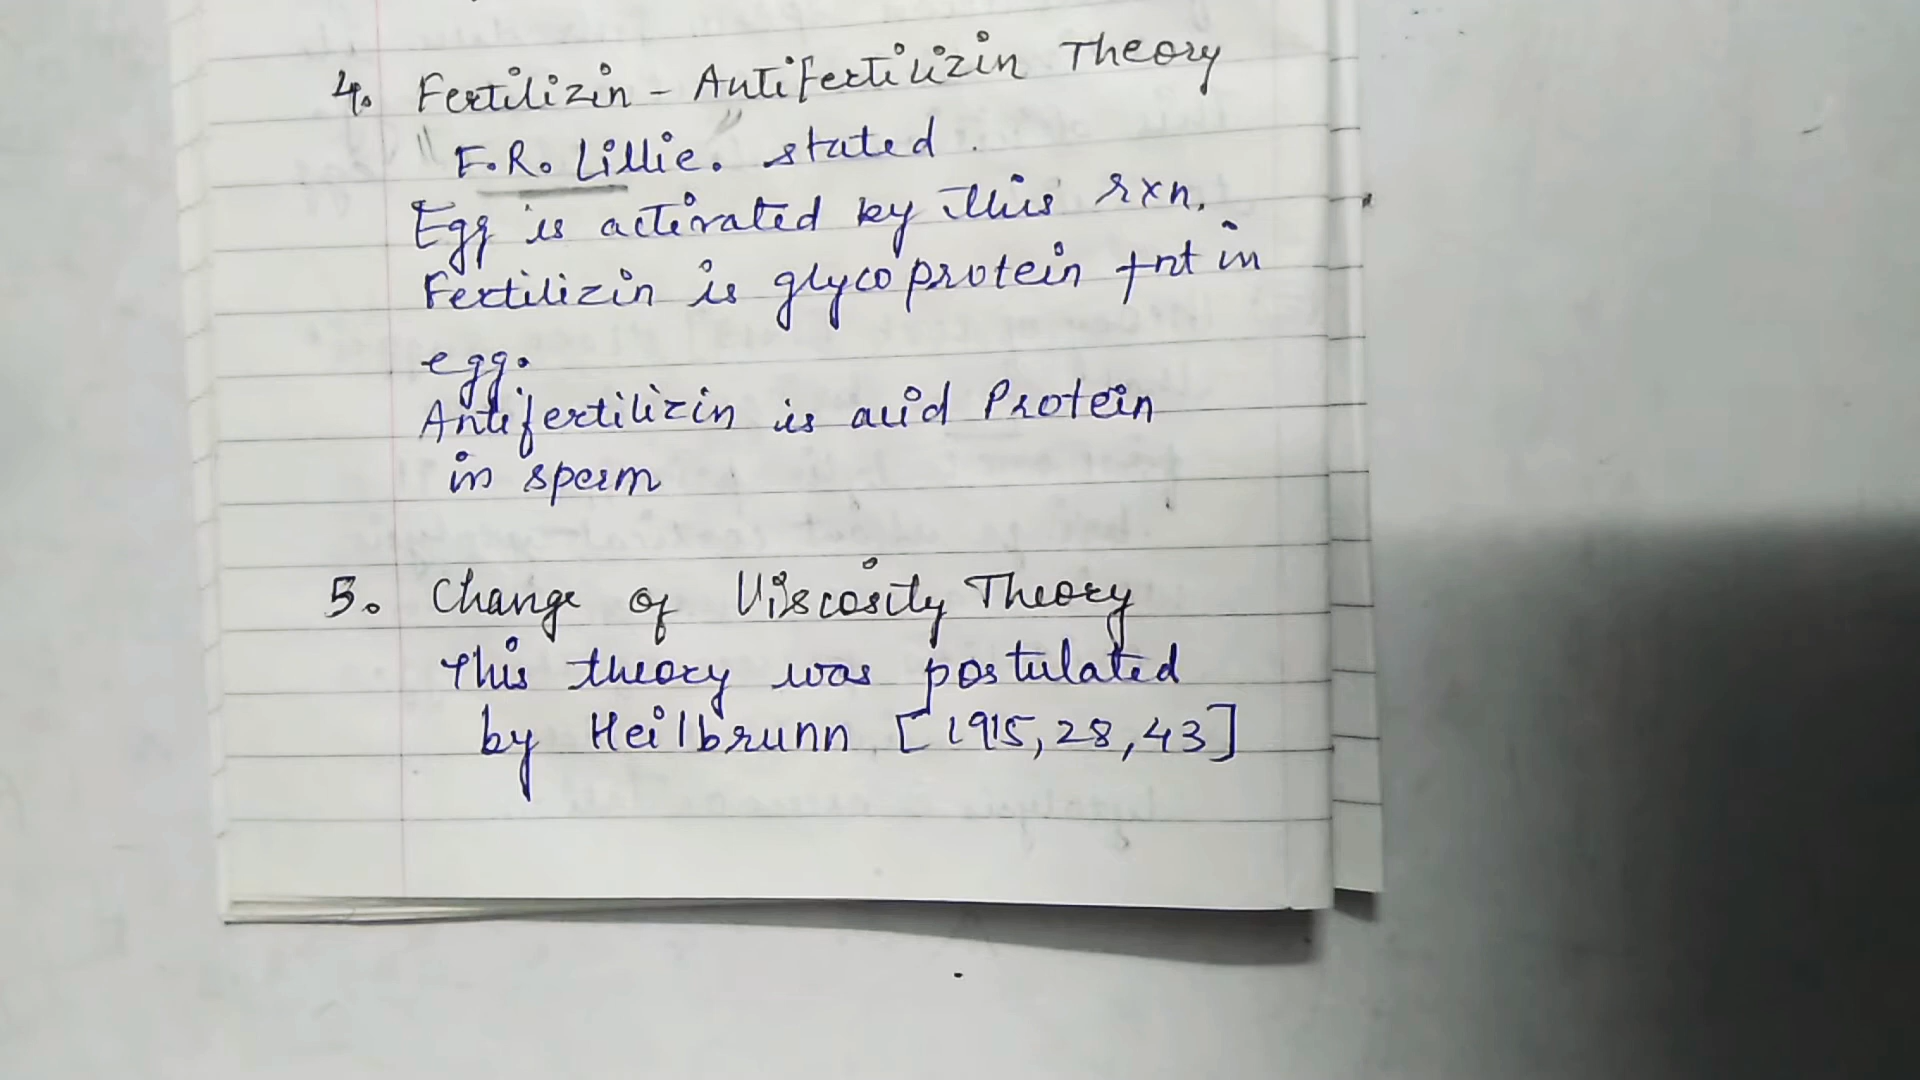 4. Fertilizin - Antifertilizin Theory
" F.R. Lillie. " stated.
Egg is activated by this rxn.
Fertilizin is glycoprotein +nt in
egg.
Antifertilizin is acid Protein
in sperm
5. Change of Viscosity Theory
This theory was postulated
by Heilbrunn [1915, 28, 43]